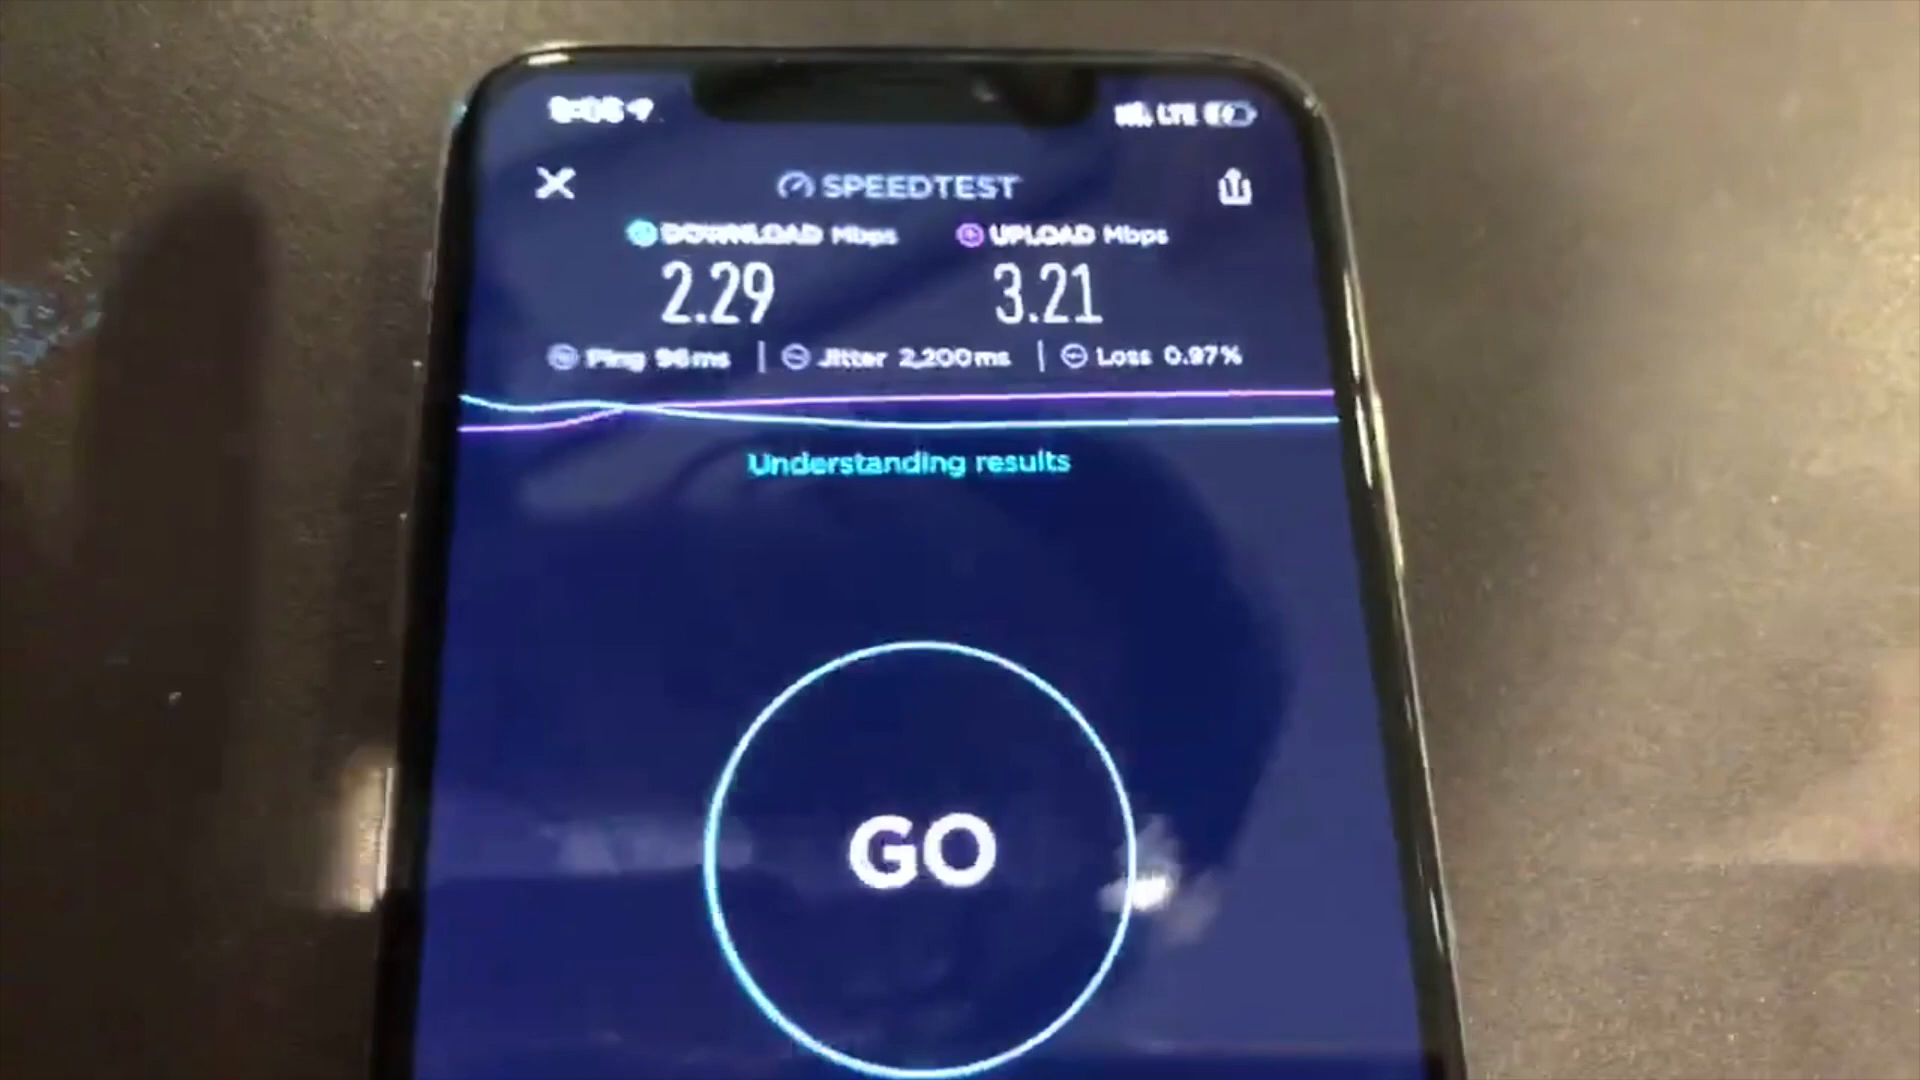 LTE
SPEEDTEST
DOWNLOAD Mbps UPLOAD Mbps
2.29 3.21
Ping 96ms | Jitter 2,200ms | Loss 0.97%
Understanding results
GO